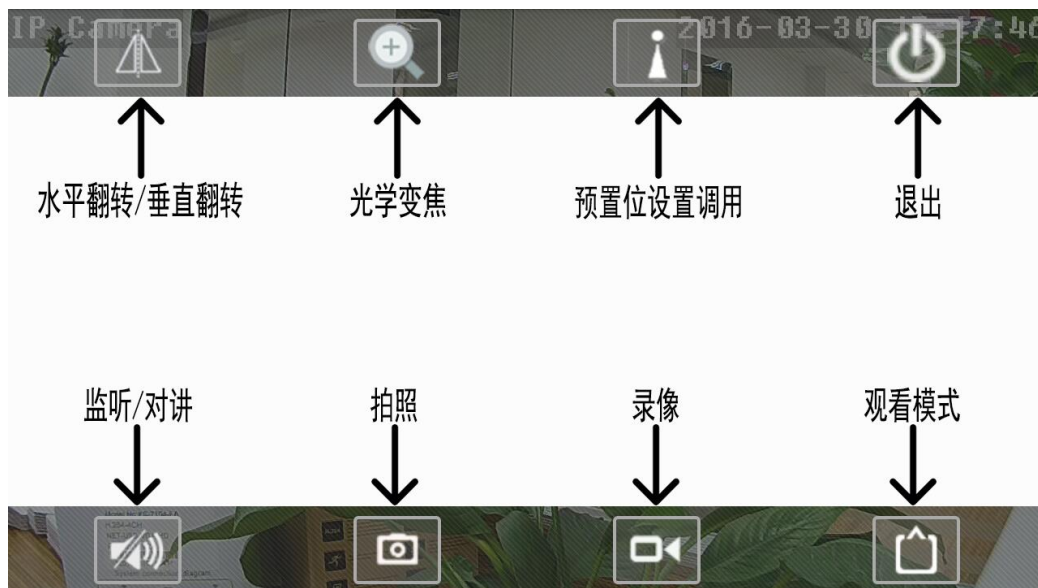 IP Camera
2016-03-30
水平翻转/垂直翻转
光学变焦
预置位设置调用
退出
监听/对讲
拍照
录像
观看模式
H.264-4CH